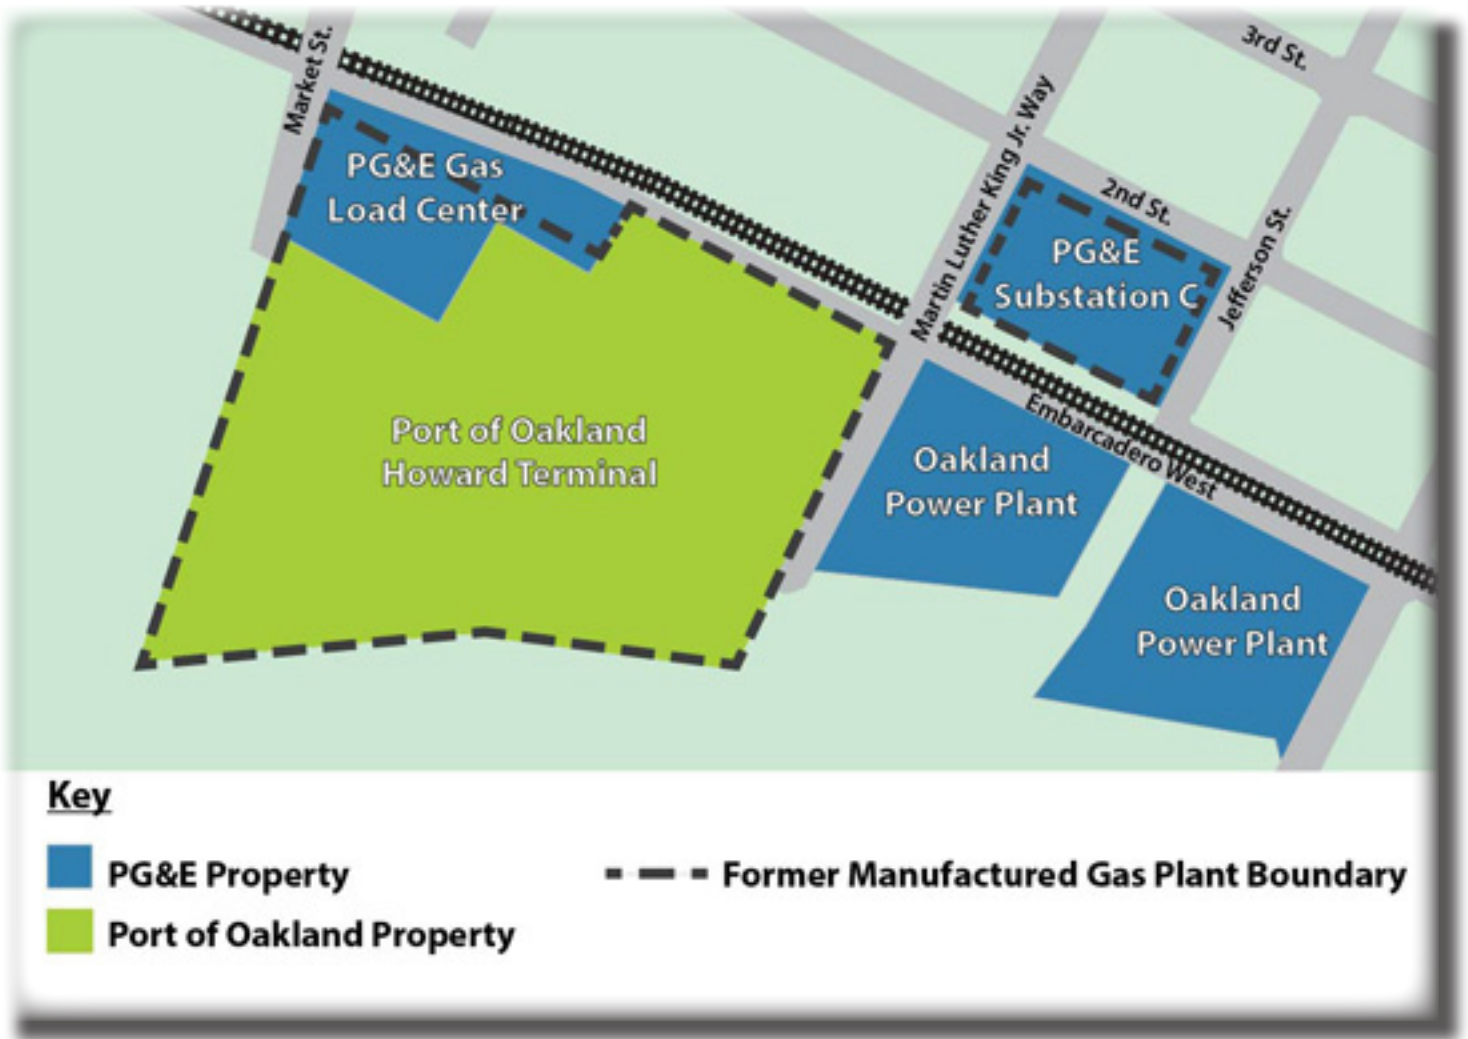 3rd St.
Market St.
Martin Luther King Jr. Way
PG&E Gas
Load Center
2nd St.
Jefferson St.
PG&E
Substation C
Embarcadero West
Port of Oakland
Howard Terminal
Oakland
Power Plant
Oakland
Power Plant
Key
PG&E Property
Former Manufactured Gas Plant Boundary
Port of Oakland Property